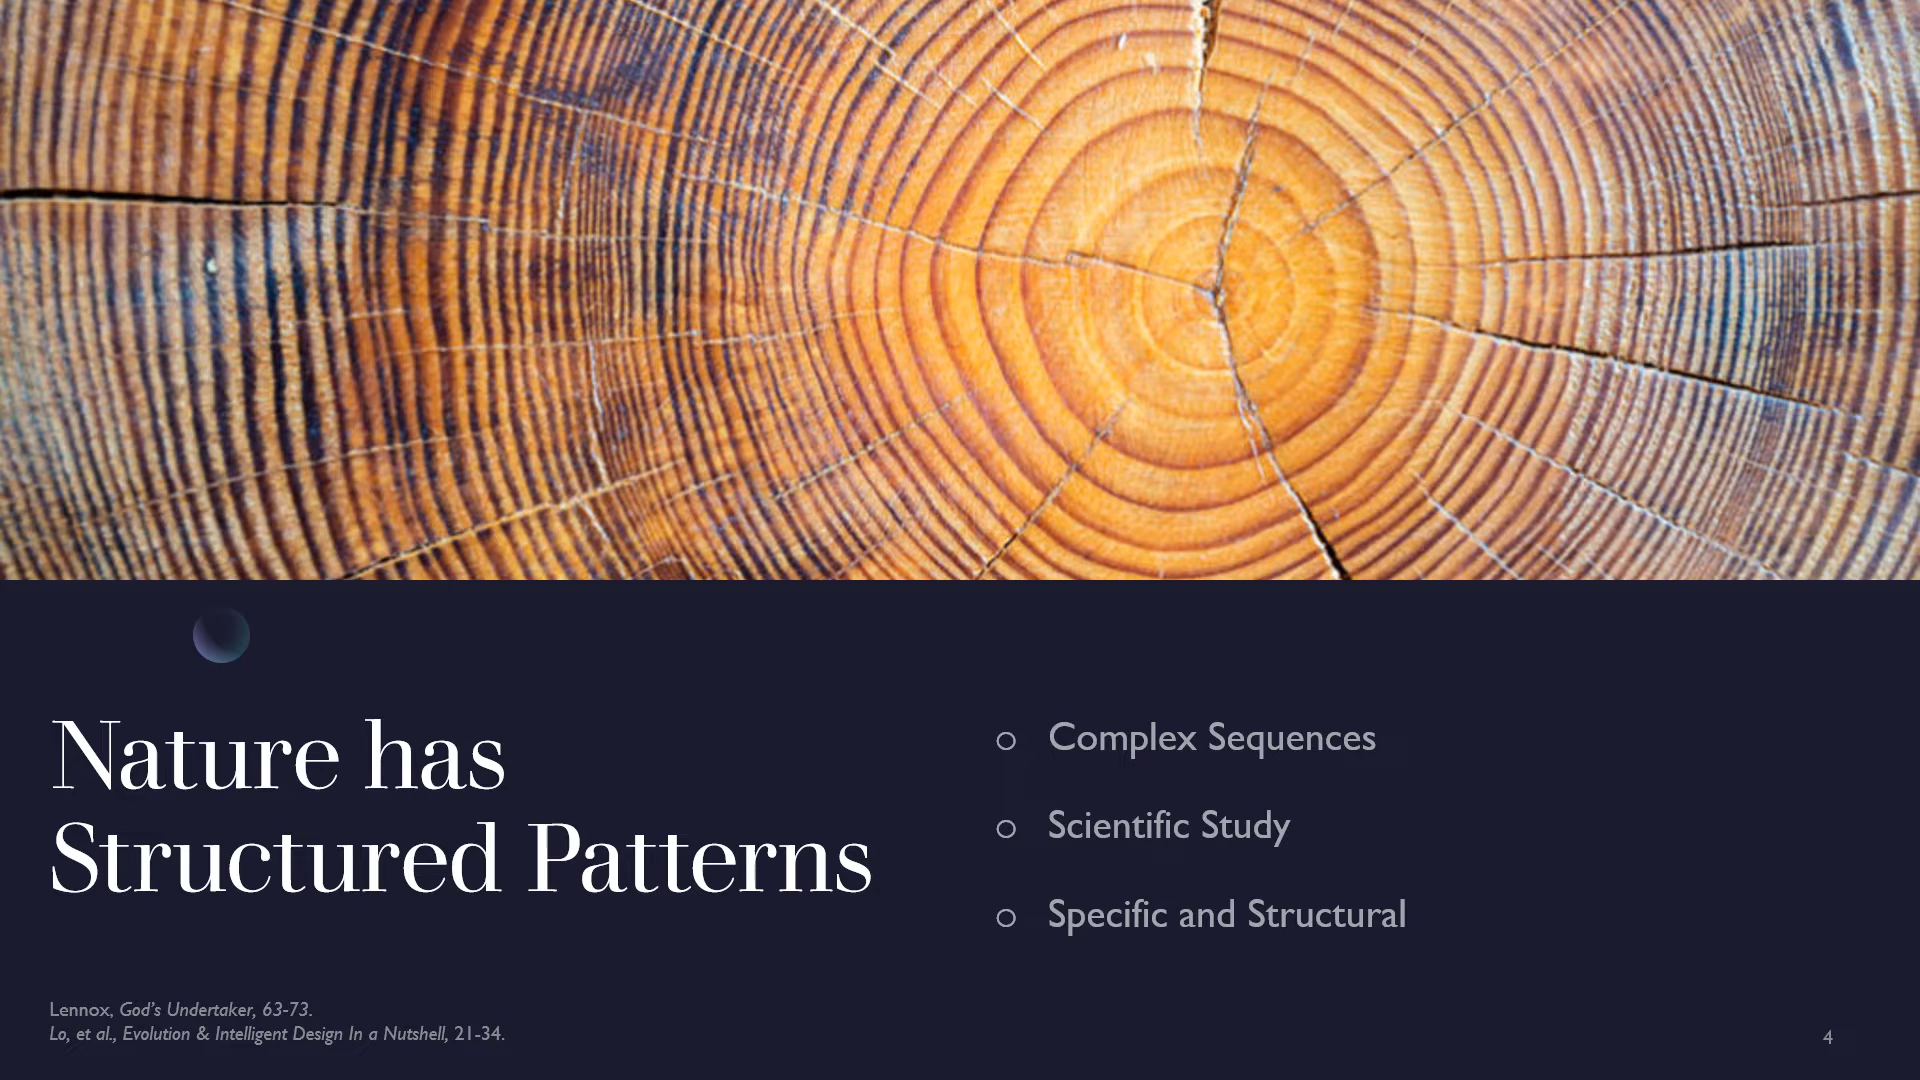 Nature has
Structured Patterns
Complex Sequences
Scientific Study
Specific and Structural
Lennox, God’s Undertaker, 63-73.
Lo, et al., Evolution & Intelligent Design In a Nutshell, 21-34.
4